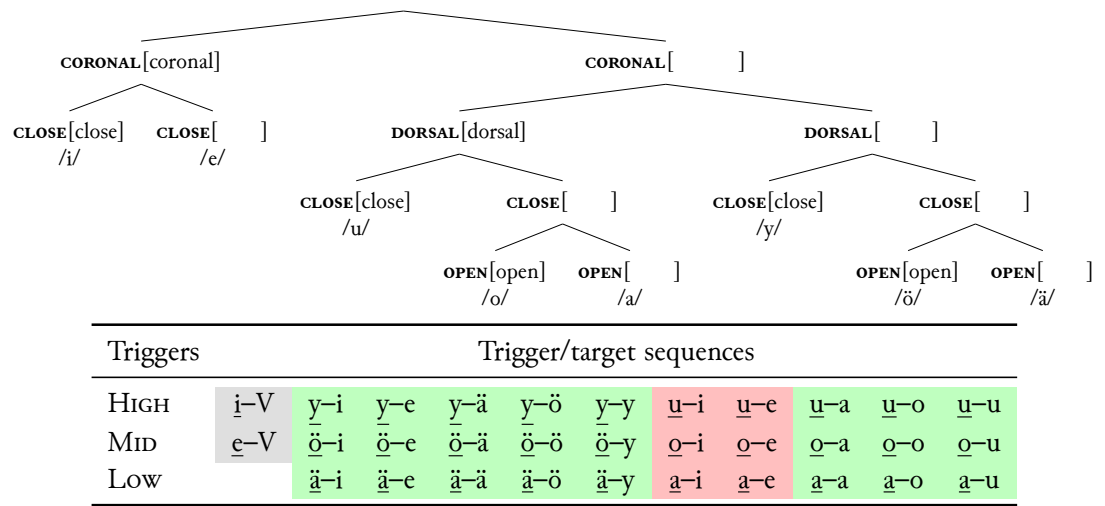 CORONAL[coronal] CORONAL[ ]
CLOSE[close] CLOSE[ ] DORSAL[dorsal] DORSAL[ ]
/i/ /e/
CLOSE[close] CLOSE[ ] CLOSE[close] CLOSE[ ]
/u/ /y/
OPEN[open] OPEN[ ] OPEN[open] OPEN[ ]
/o/ /a/ /ö/ /ä/
Triggers Trigger/target sequences
High i–V y–i y–e y–ä y–ö y–y u–i u–e u–a u–o u–u
Mid e–V ö–i ö–e ö–ä ö–ö ö–y o–i o–e o–a o–o o–u
Low ä–i ä–e ä–ä ä–ö ä–y a–i a–e a–a a–o a–u